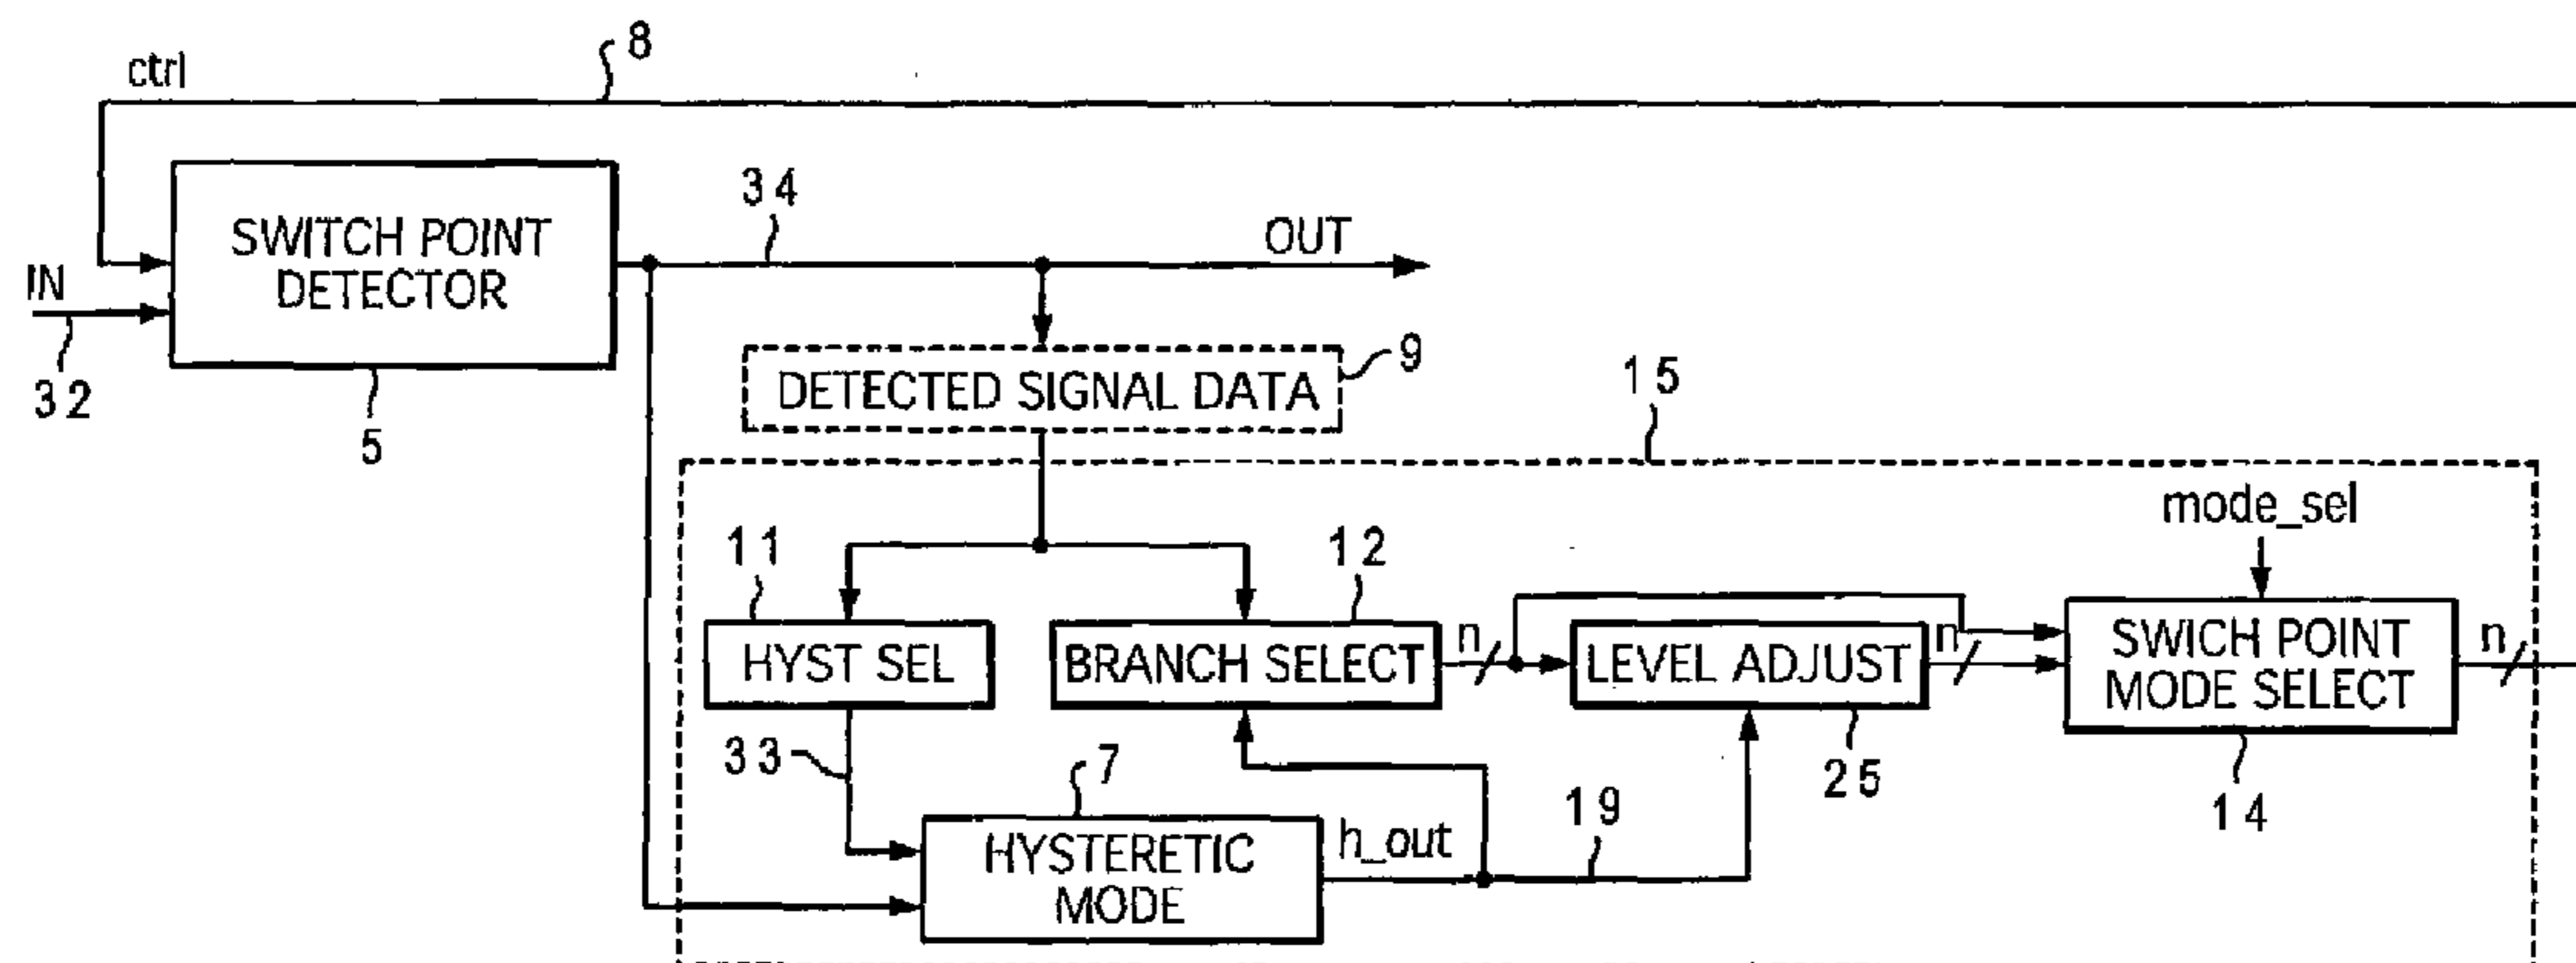 8
ctrl
34
OUT
SWITCH POINT
DETECTOR
IN
32
5
9
DETECTED SIGNAL DATA
15
mode_sel
11
12
HYST SEL
BRANCH SELECT
n
LEVEL ADJUST
n
SWICH POINT
MODE SELECT
n
33
7
19
25
14
h_out
HYSTERETIC
MODE